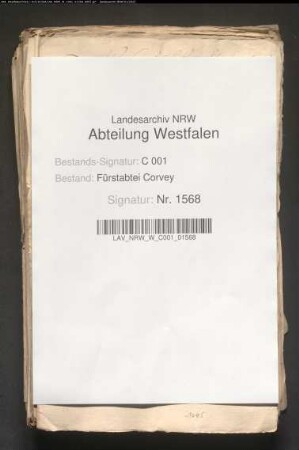 Landesarchiv NRW
Abteilung Westfalen
Bestands-Signatur: C 001
Bestand: Fürstabtei Corvey
Signatur: Nr. 1568
LAV_NRW_W_C001_01568